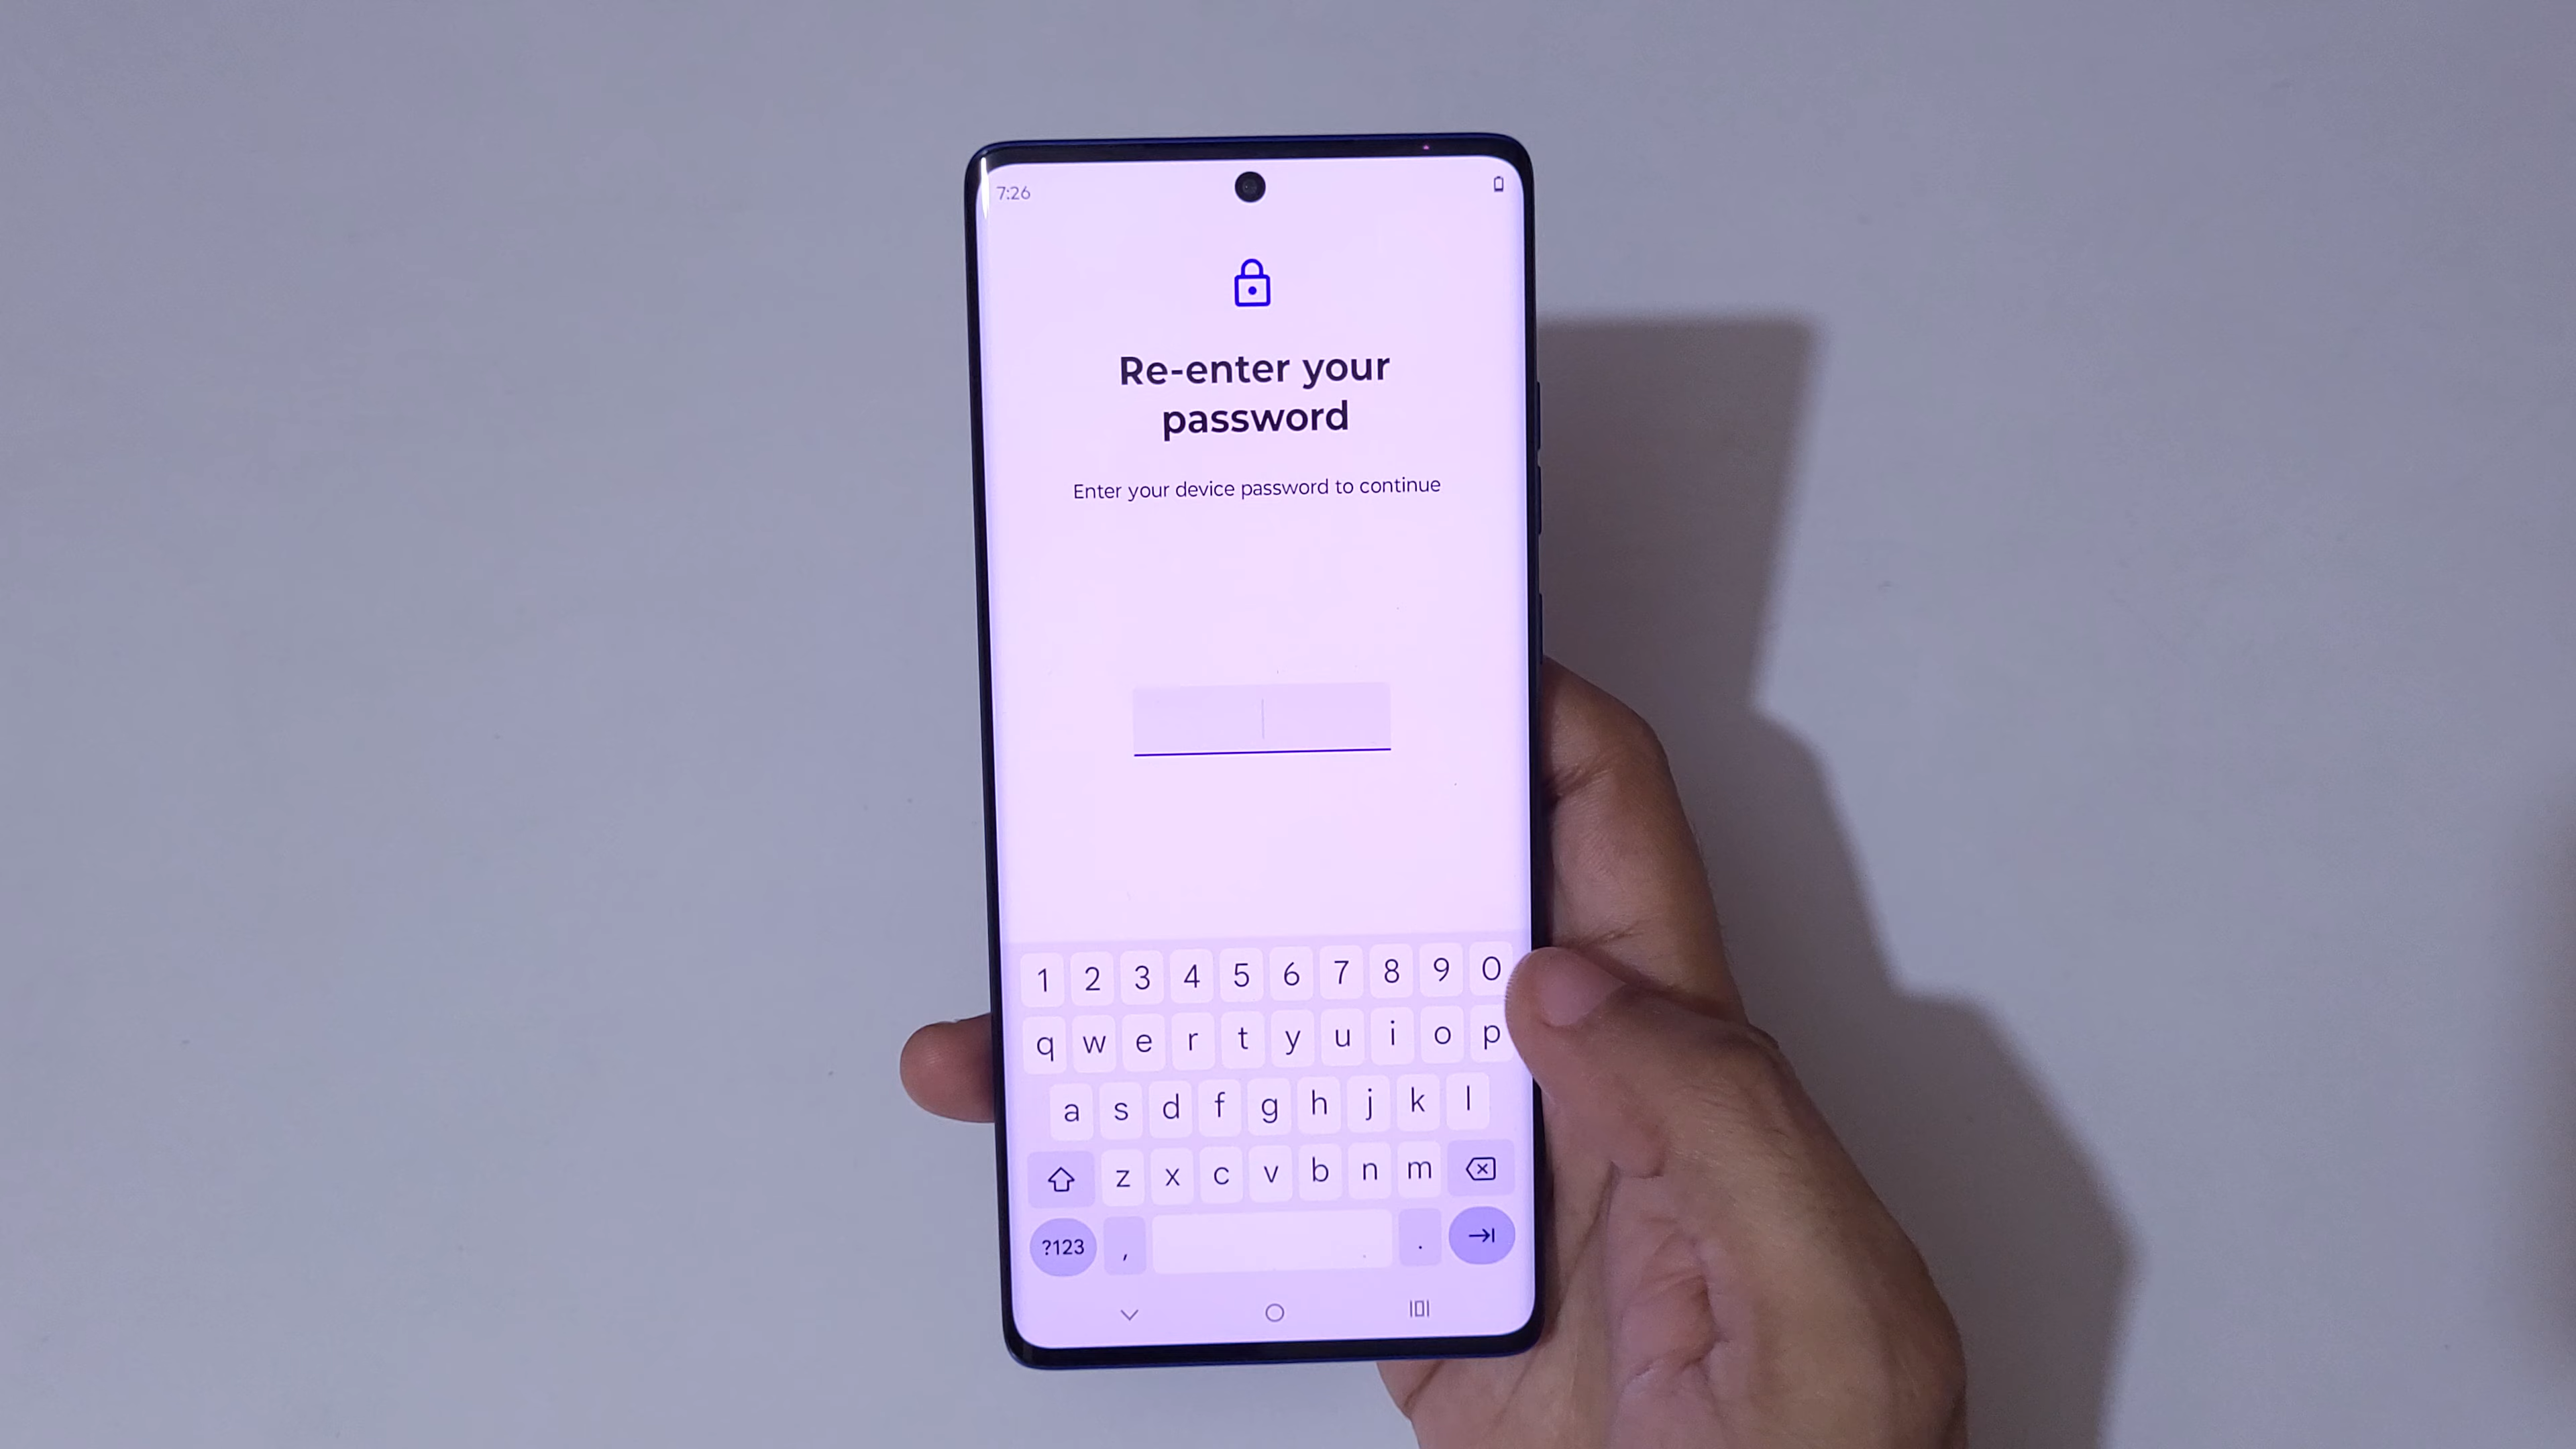 7:26
Re-enter your
password
Enter your device password to continue
1 2 3 4 5 6 7 8 9 0
q w e r t y u i o p
a s d f g h j k l
z x c v b n m
?123 , .